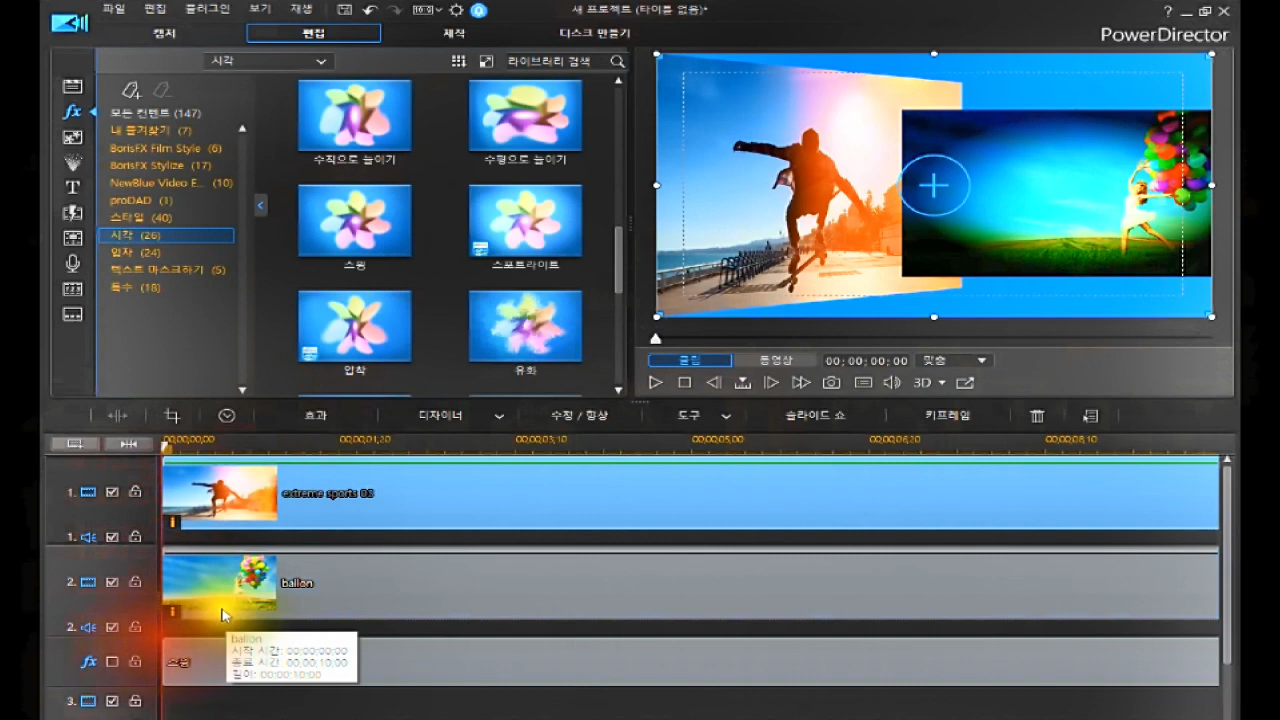 파일 편집 플러그인 보기 재생
새 프로젝트 (타이틀 없음)*
캡처 편집 제작 디스크 만들기
PowerDirector
시각
라이브러리 검색
모든 컨텐트 (147)
내 즐겨찾기 (7)
BorisFX Film Style (6)
BorisFX Stylize (17)
NewBlue Video E... (10)
proDAD (1)
스타일 (40)
시각 (26)
입자 (24)
텍스트 마스크하기 (5)
특수 (18)
수직으로 늘이기
수평으로 늘이기
스윙
스포트라이트
압착
유화
클립 동영상 00;00;00;00 맞춤
3D
효과 디자이너 수정 / 향상 도구 슬라이드 쇼 키프레임
00;00;00;00 00;00;01;20 00;00;03;10 00;00;05;00 00;00;06;20 00;00;08;10
1.
extreme sports 03
1.
2.
ballon
2.
fx
스윙
ballon
시작 시간: 00;00;00;00
종료 시간: 00;00;10;00
길이: 00;00;10;00
3.